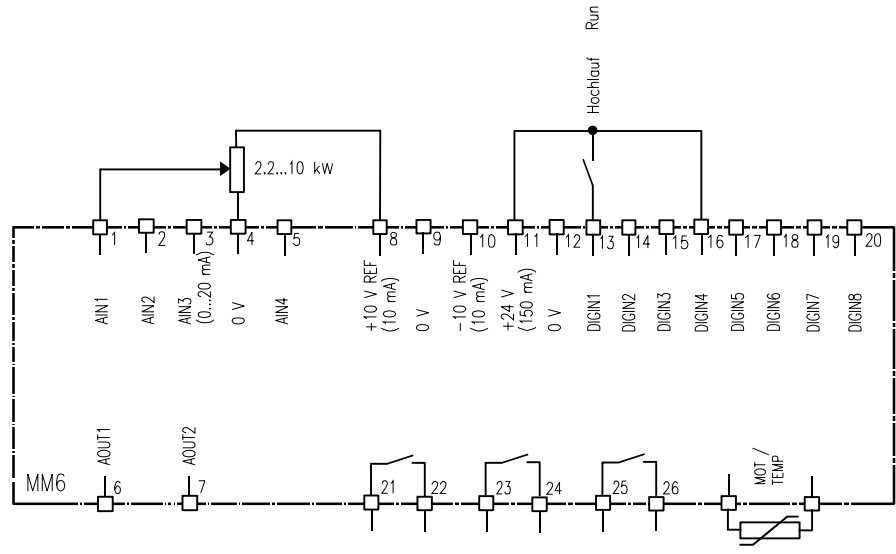 Hochlauf Run
2.2...10 kW
1 2 3 4 5 8 9 10 11 12 13 14 15 16 17 18 19 20
AIN1
AIN2
AIN3
(0...20 mA)
0 V
AIN4
+10 V REF
(10 mA)
0 V
-10 V REF
(10 mA)
+24 V
(150 mA)
0 V
DIGIN1
DIGIN2
DIGIN3
DIGIN4
DIGIN5
DIGIN6
DIGIN7
DIGIN8
MM6
AOUT1
AOUT2
MOT /
TEMP
6 7 21 22 23 24 25 26